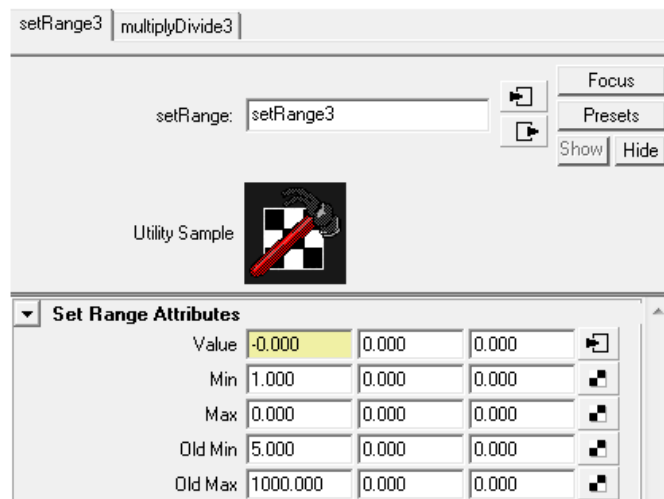 setRange3 multiplyDivide3
Focus
setRange: setRange3
Presets
Show Hide
Utility Sample
Set Range Attributes
Value -0.000 0.000 0.000
Min 1.000 0.000 0.000
Max 0.000 0.000 0.000
Old Min 5.000 0.000 0.000
Old Max 1000.000 0.000 0.000